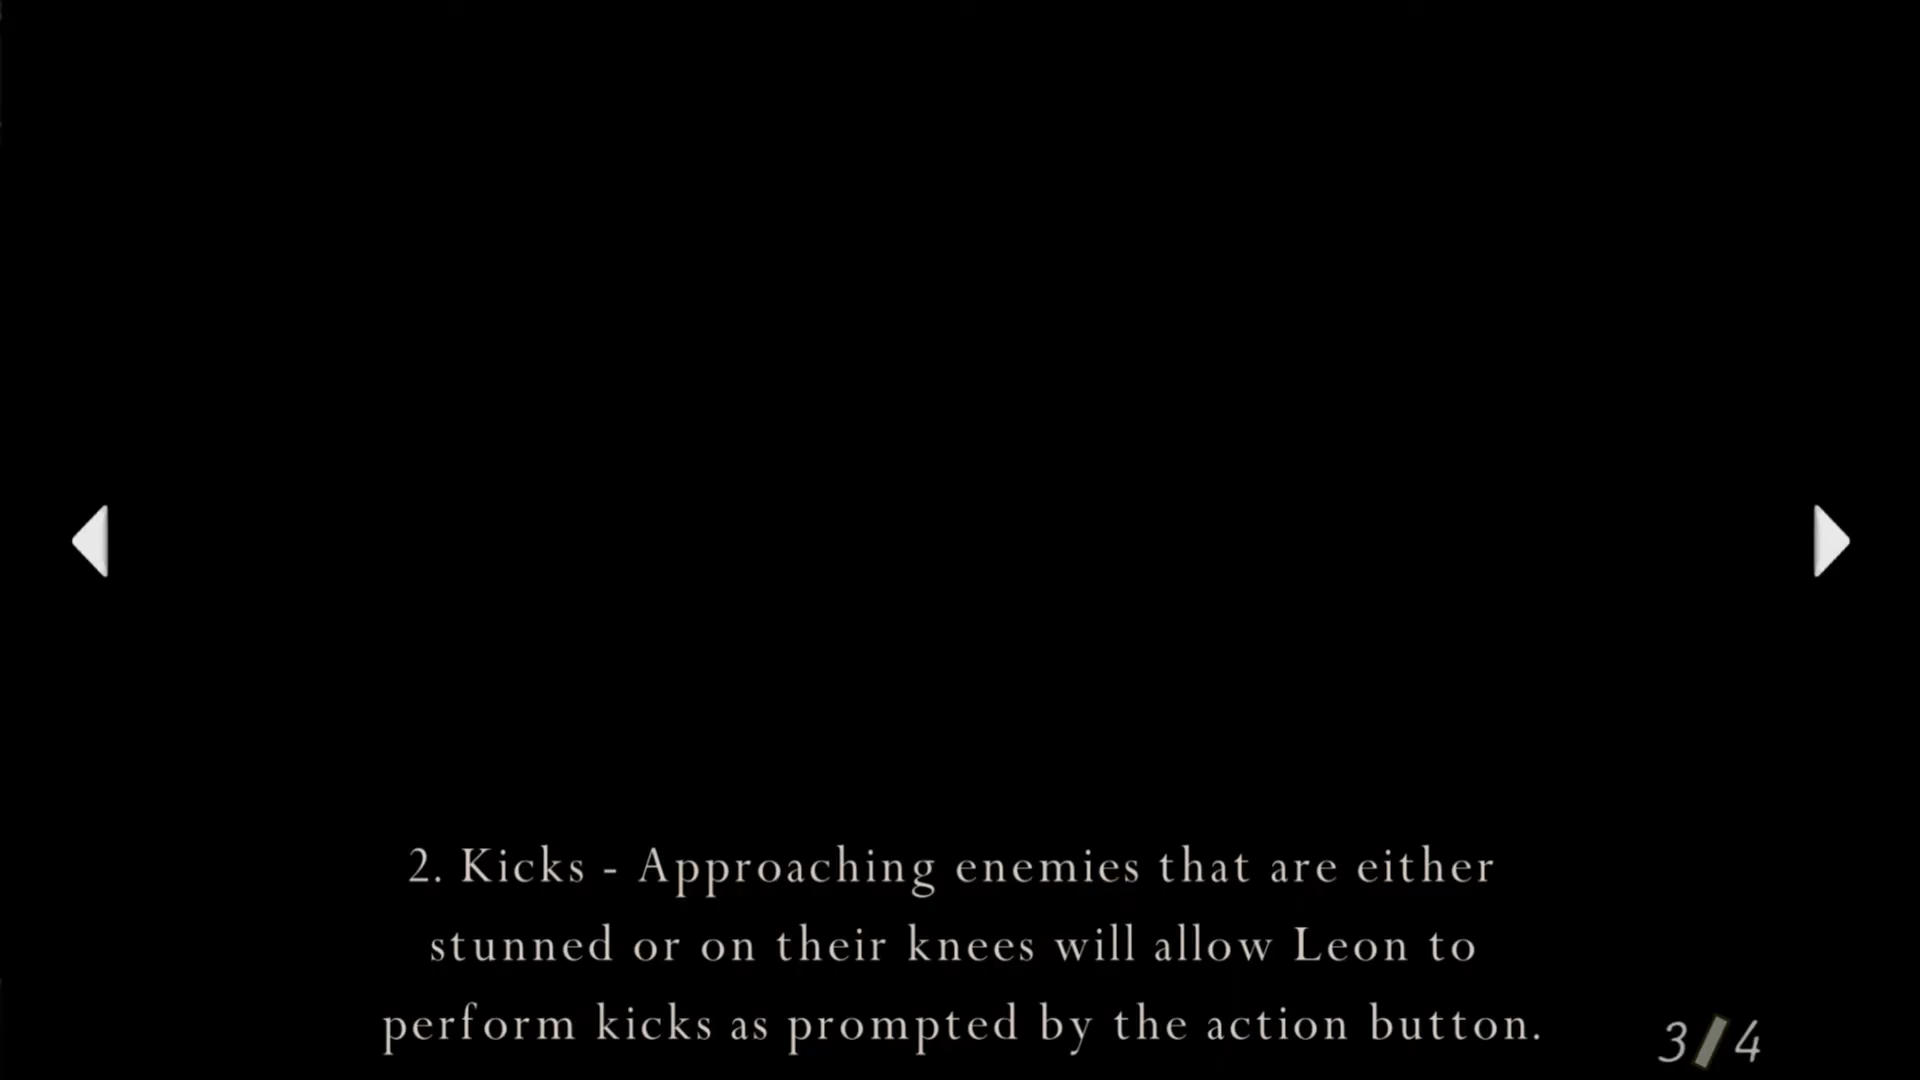 2. Kicks - Approaching enemies that are either
stunned or on their knees will allow Leon to
perform kicks as prompted by the action button.
3/4